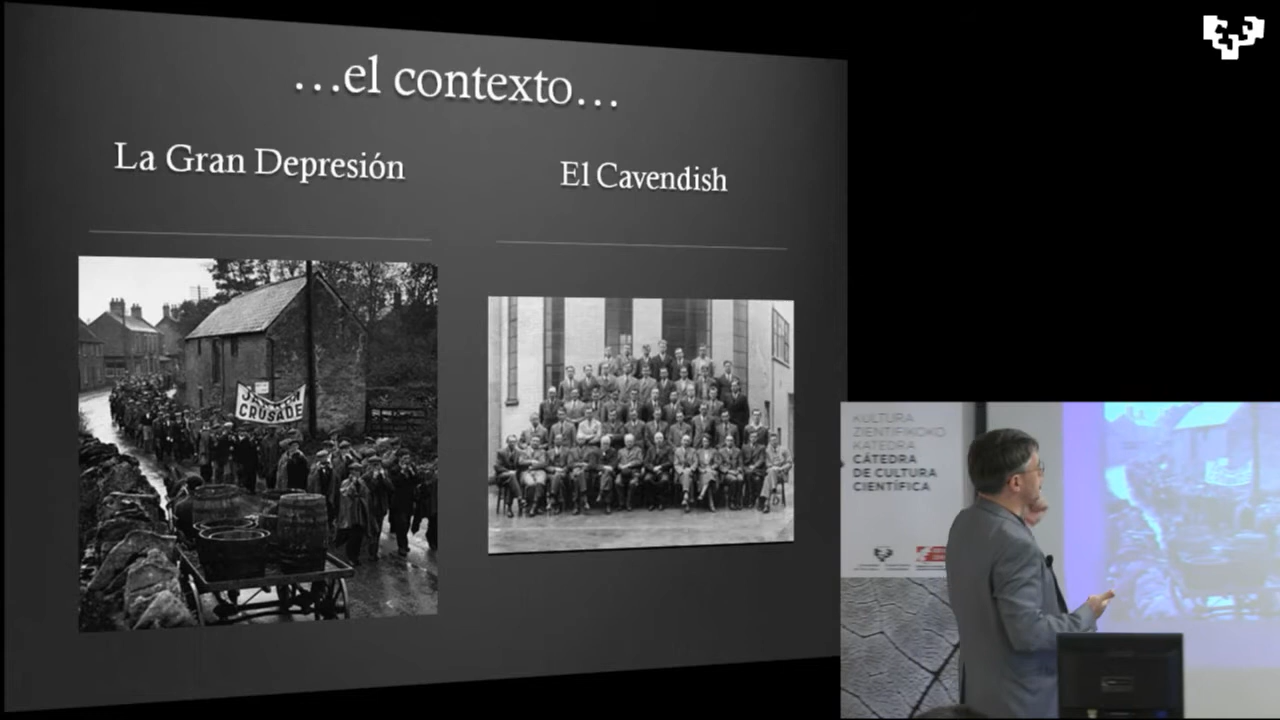 ...el contexto...
La Gran Depresión
El Cavendish
CRUSADE
KULTURA
ZIENTIFIKOKO
KATEDRA
CÁTEDRA
DE CULTURA
CIENTÍFICA